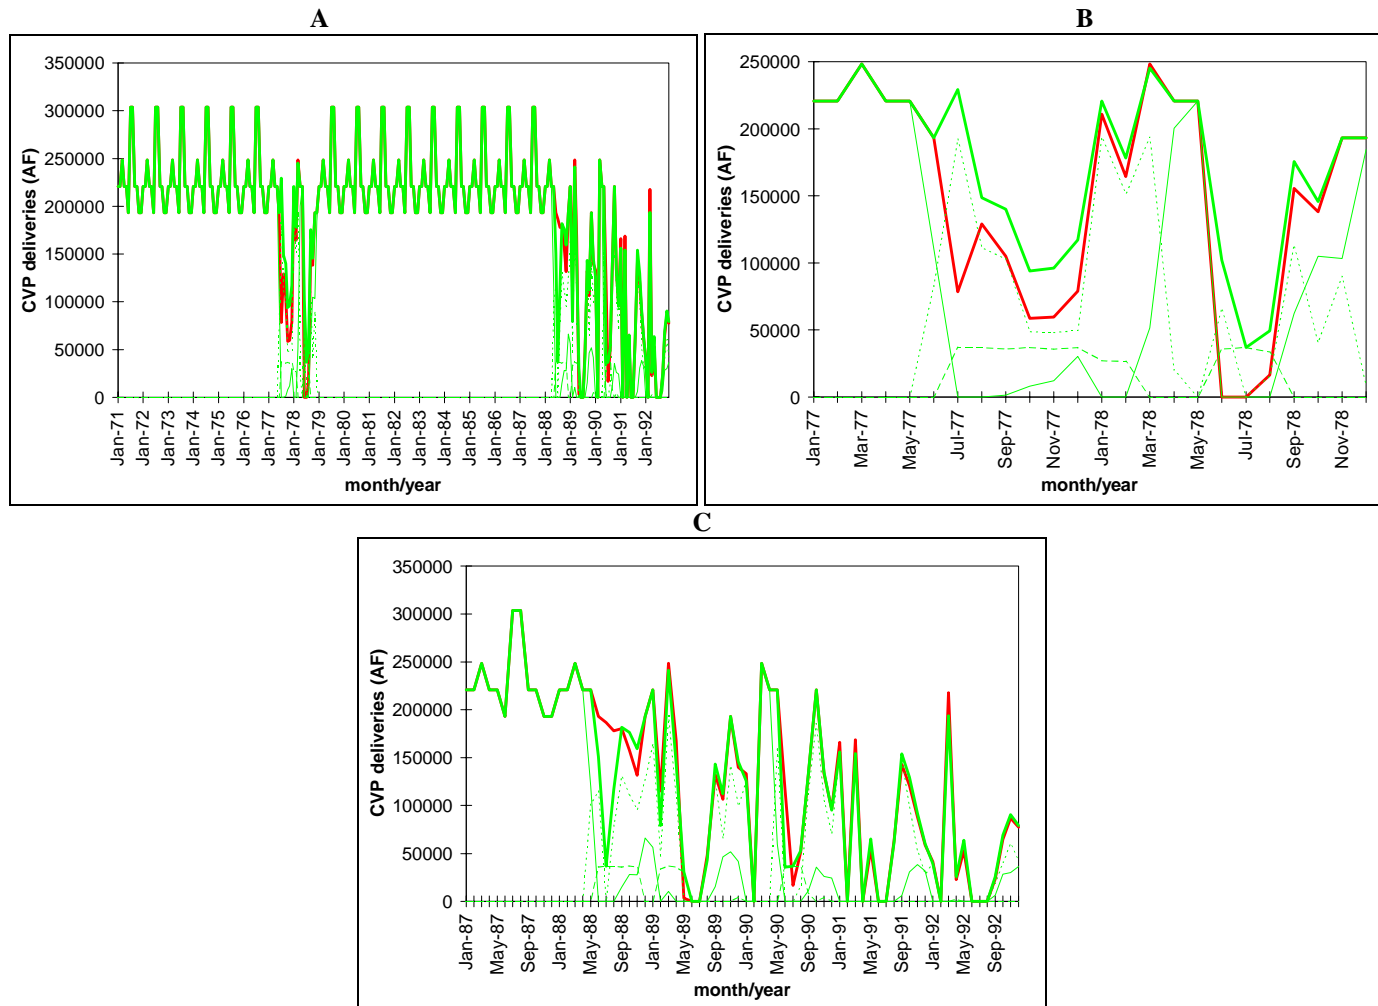 A
B
350000
300000
250000
200000
150000
100000
50000
0
CVP deliveries (AF)
Jan-71
Jan-72
Jan-73
Jan-74
Jan-75
Jan-76
Jan-77
Jan-78
Jan-79
Jan-80
Jan-81
Jan-82
Jan-83
Jan-84
Jan-85
Jan-86
Jan-87
Jan-88
Jan-89
Jan-90
Jan-91
Jan-92
month/year
250000
200000
150000
100000
50000
0
CVP deliveries (AF)
Jan-77
Mar-77
May-77
Jul-77
Sep-77
Nov-77
Jan-78
Mar-78
May-78
Jul-78
Sep-78
Nov-78
month/year
C
350000
300000
250000
200000
150000
100000
50000
0
CVP deliveries (AF)
Jan-87
May-87
Sep-87
Jan-88
May-88
Sep-88
Jan-89
May-89
Sep-89
Jan-90
May-90
Sep-90
Jan-91
May-91
Sep-91
Jan-92
May-92
Sep-92
month/year